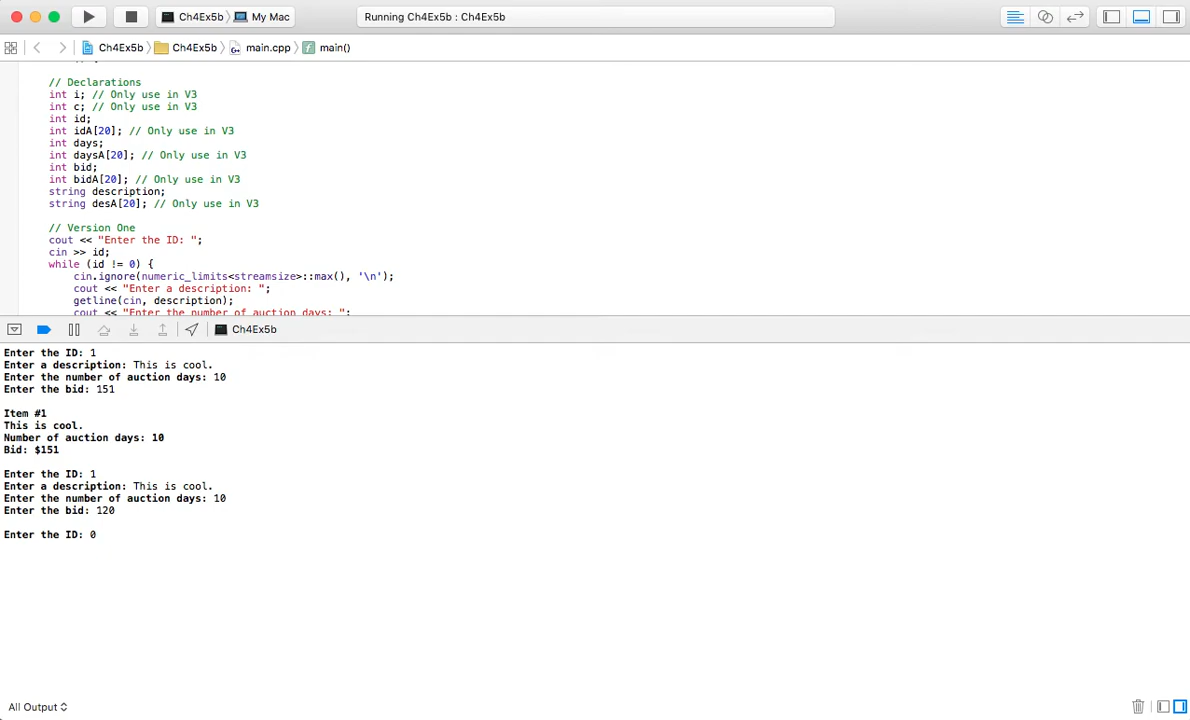 Ch4Ex5b My Mac Running Ch4Ex5b : Ch4Ex5b
Ch4Ex5b Ch4Ex5b main.cpp main()
// Declarations
int i; // Only use in V3
int c; // Only use in V3
int id;
int idA[20]; // Only use in V3
int days;
int daysA[20]; // Only use in V3
int bid;
int bidA[20]; // Only use in V3
string description;
string desA[20]; // Only use in V3
// Version One
cout << "Enter the ID: ";
cin >> id;
while (id != 0) {
cin.ignore(numeric_limits<streamsize>::max(), '\n');
cout << "Enter a description: ";
getline(cin, description);
cout << "Enter the number of auction days: ";
Ch4Ex5b
Enter the ID: 1
Enter a description: This is cool.
Enter the number of auction days: 10
Enter the bid: 151
Item #1
This is cool.
Number of auction days: 10
Bid: $151
Enter the ID: 1
Enter a description: This is cool.
Enter the number of auction days: 10
Enter the bid: 120
Enter the ID: 0
All Output